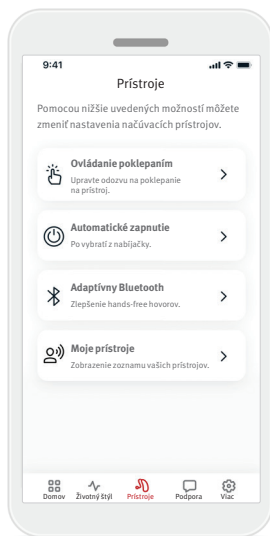 9:41
Prístroje
Pomocou nižšie uvedených možností môžete
zmeniť nastavenia načúvacích prístrojov.
Ovládanie poklepaním
Upravte odozvu na poklepanie
na prístroj.
Automatické zapnutie
Po vybratí z nabíjačky.
Adaptívny Bluetooth
Zlepšenie hands-free hovorov.
Moje prístroje
Zobrazenie zoznamu vašich prístrojov.
Domov Životný štýl Prístroje Podpora Viac